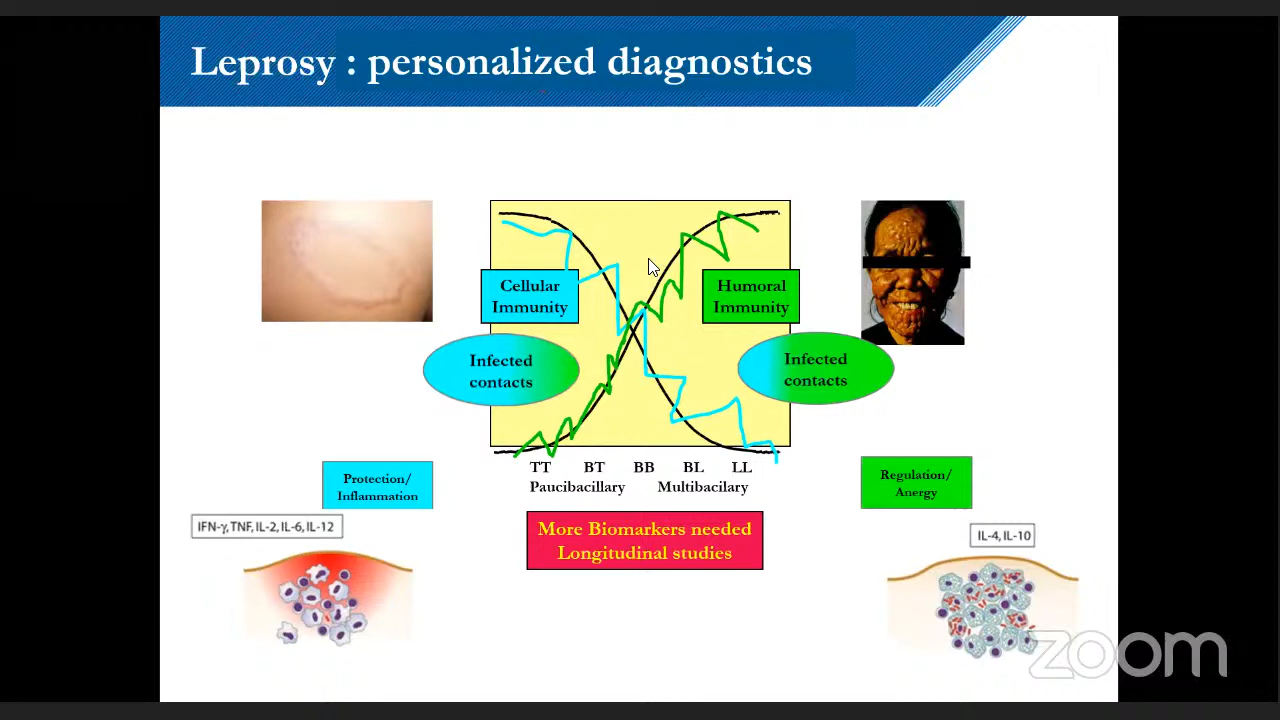 Leprosy : personalized diagnostics
Cellular
Immunity
Humoral
Immunity
Infected
contacts
Infected
contacts
TT BT BB BL LL
Paucibacillary Multibacilary
Protection/
Inflammation
Regulation/
Anergy
IFN-γ, TNF, IL-2, IL-6, IL-12
More Biomarkers needed
Longitudinal studies
IL-4, IL-10
zoom